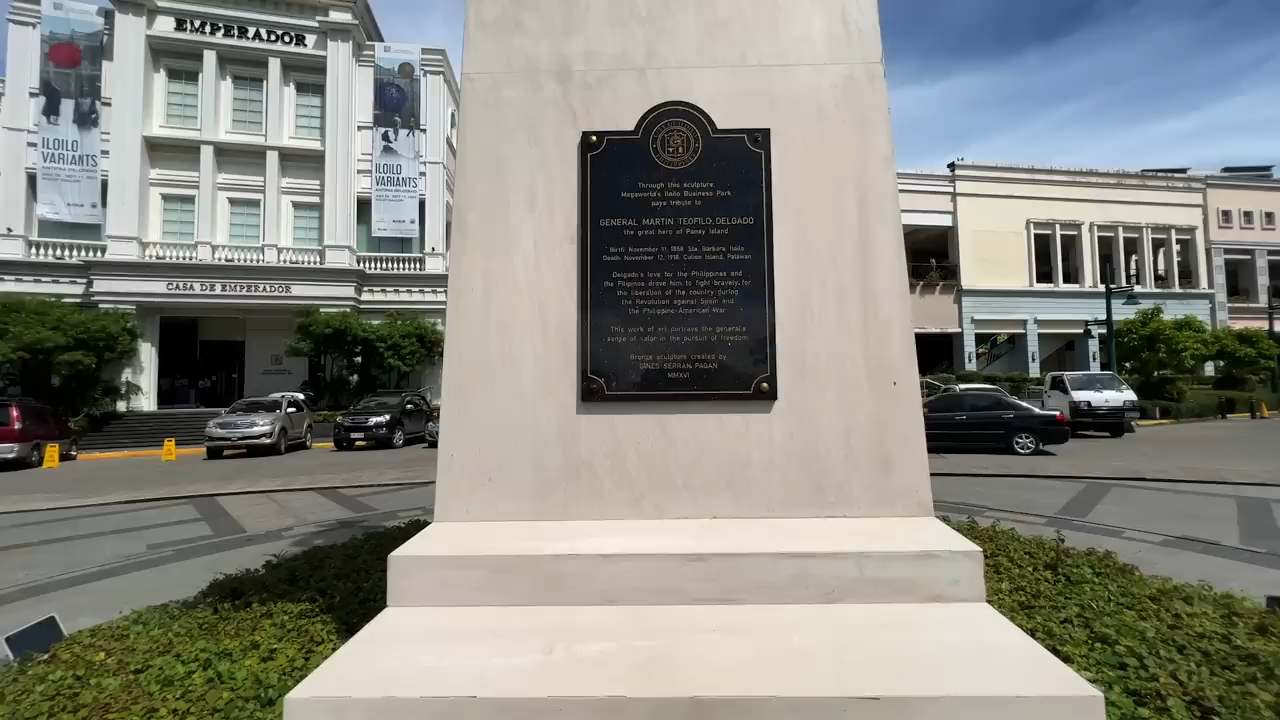 EMPERADOR
ILOILO
VARIANTS
ILOILO
VARIANTS
CASA DE EMPERADOR
Through this sculpture,
Megaworld's Iloilo Business Park
pays tribute to
GENERAL MARTIN TEOFILO DELGADO
the great hero of Panay Island
Birth: November 11, 1858, Sta. Barbara, Iloilo
Death: November 12, 1918, Culion Island, Palawan
Delgado's love for the Philippines and
the Filipinos drove him to fight bravely for
the liberation of the country during
the Revolution against Spain and
the Philippine-American War
This work of art portrays the general's
sense of valor in the pursuit of freedom
Bronze sculpture created by
GINES SERRAN PAGAN
MMXVI